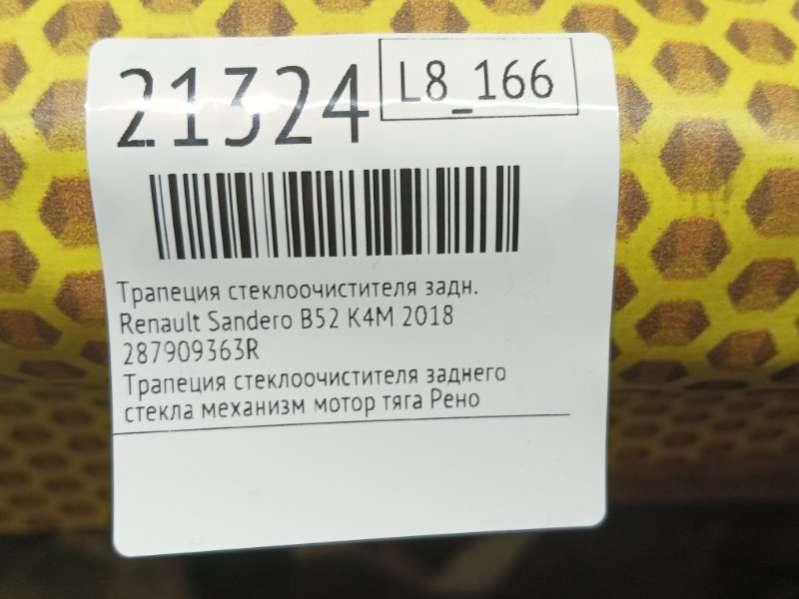 21324
L8_166
Трапеция стеклоочистителя задн.
Renault Sandero B52 K4M 2018
287909363R
Трапеция стеклоочистителя заднего
стекла механизм мотор тяга Рено